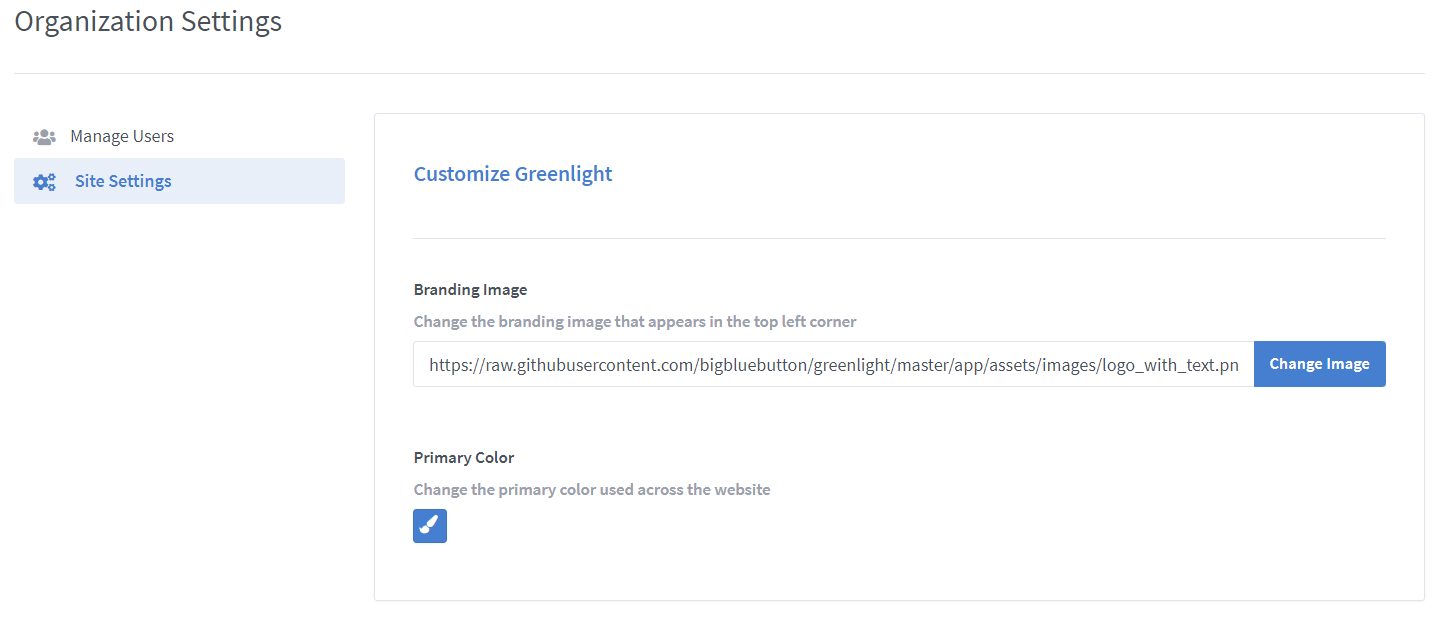 Organization Settings
Manage Users
Site Settings
Customize Greenlight
Branding Image
Change the branding image that appears in the top left corner
https://raw.githubusercontent.com/bigbluebutton/greenlight/master/app/assets/images/logo_with_text.pn
Change Image
Primary Color
Change the primary color used across the website